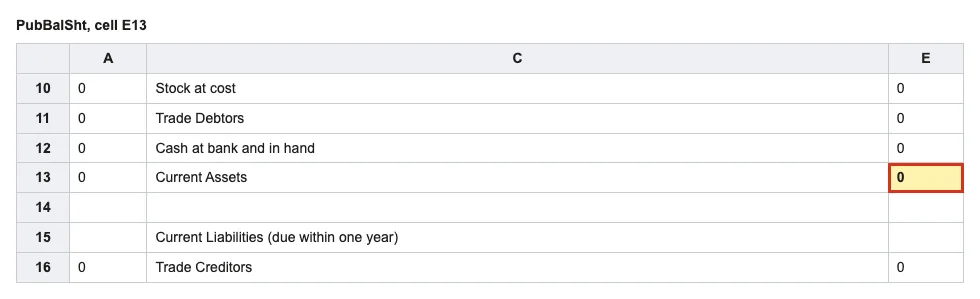 PubBalSht, cell E13
A C E
10 0 Stock at cost 0
11 0 Trade Debtors 0
12 0 Cash at bank and in hand 0
13 0 Current Assets 0
14
15 Current Liabilities (due within one year)
16 0 Trade Creditors 0